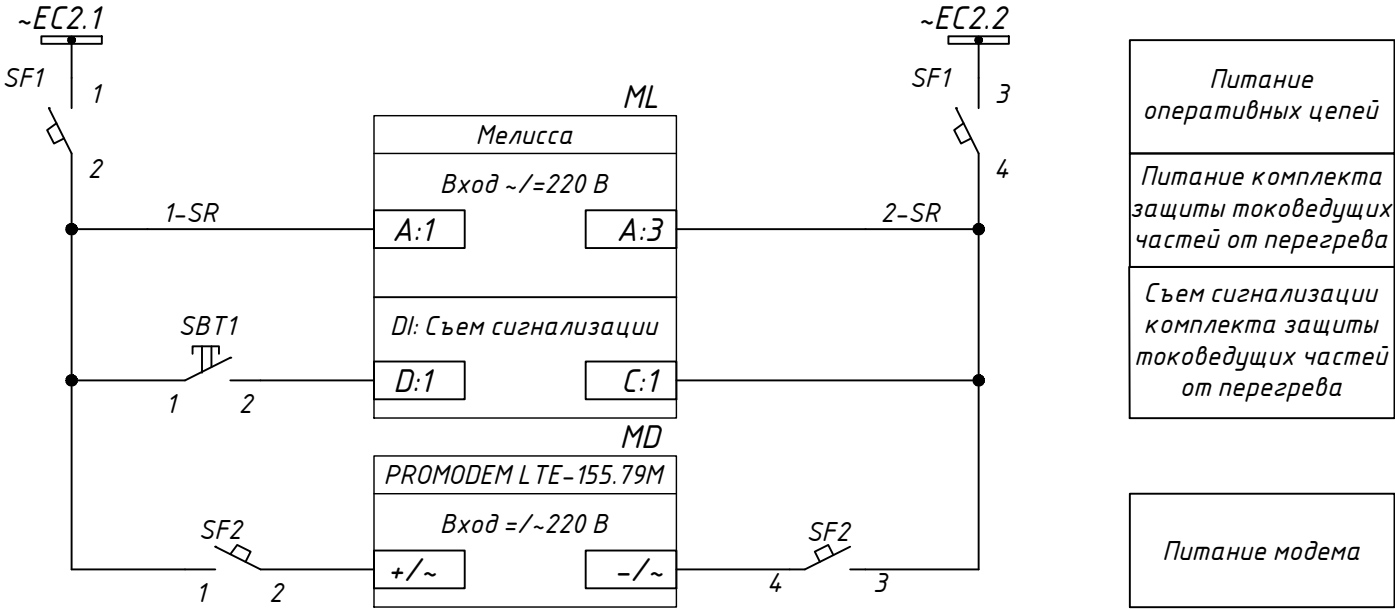 ~ЕС2.1
~ЕС2.2
SF1
1
2
SF1
3
4
ML
Мелисса
Вход ~/=220 В
1-SR
A:1
A:3
2-SR
DI: Съем сигнализации
SBT1
1
2
D:1
C:1
MD
PROMODEM LTE-155.79M
Вход =/~220 В
SF2
1
2
+/~
-/~
SF2
4
3
Питание
оперативных цепей
Питание комплекта
защиты токоведущих
частей от перегрева
Съем сигнализации
комплекта защиты
токоведущих частей
от перегрева
Питание модема